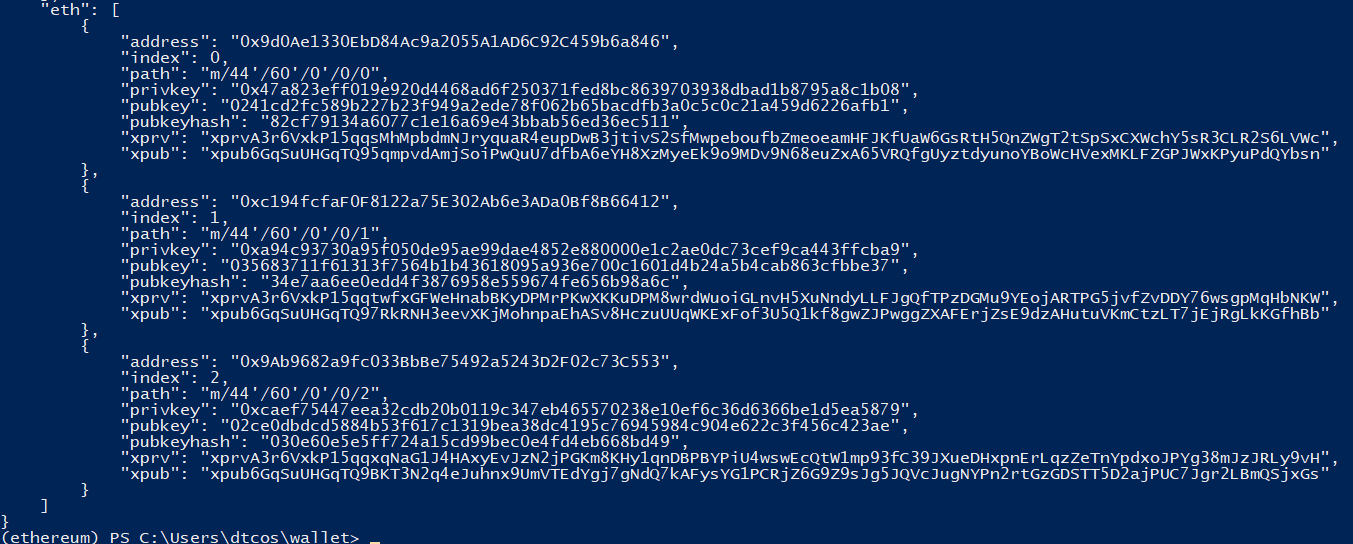 "eth": [
{
"address": "0x9d0Ae1330EbD84Ac9a2055A1AD6C92C459b6a846",
"index": 0,
"path": "m/44'/60'/0'/0/0",
"privkey": "0x47a823eff019e920d4468ad6f250371fed8bc8639703938dbad1b8795a8c1b08",
"pubkey": "0241cd2fc589b227b23f949a2ede78f062b65bacdfb3a0c5c0c21a459d6226afb1",
"pubkeyhash": "82cf79134a6077c1e16a69e43bbab56ed36ec511",
"xprv": "xprvA3r6VxkP15qqsMhMpbdmNJryquaR4eupDwB3jtivS2SfMwpeboufbZmeoeamHFJKfUaW6GsRtH5QnZWgT2tSpSxCXWchY5sR3CLR2S6LVWc",
"xpub": "xpub6GqSuUHGqTQ95qmpvdAmjSoiPwQuU7dfbA6eYH8XzMyeEk9o9MDv9N68euZxA65VRQfgUyztdyunoYBoWcHVexMKLFZGPJWxKPyuPdQYbsn"
},
{
"address": "0xc194fcfaF0F8122a75E302Ab6e3ADa0Bf8B66412",
"index": 1,
"path": "m/44'/60'/0'/0/1",
"privkey": "0xa94c93730a95f050de95ae99dae4852e880000e1c2ae0dc73cef9ca443ffcba9",
"pubkey": "035683711f61313f7564b1b43618095a936e700c1601d4b24a5b4cab863cfbbe37",
"pubkeyhash": "34e7aa6ee0edd4f3876958e559674fe656b98a6c",
"xprv": "xprvA3r6VxkP15qqtwfxGFWeHnabBKyDPMrPKwXKKuDPM8wrdWuoiGLnvH5XuNndyLLFJgQfTPzDGMu9YEojARTPG5jvfZvDDY76wsgpMqHbNKW",
"xpub": "xpub6GqSuUHGqTQ97RkRNH3eevXKjMohnpaEhASv8HczuUUqWKExFof3U5Q1kf8gwZJPwggZXAFErjZsE9dzAHutuVKmCtzLT7jEjRgLkKGfhBb"
},
{
"address": "0x9Ab9682a9fc033BbBe75492a5243D2F02c73C553",
"index": 2,
"path": "m/44'/60'/0'/0/2",
"privkey": "0xcaef75447eea32cdb20b0119c347eb465570238e10ef6c36d6366be1d5ea5879",
"pubkey": "02ce0dbdcd5884b53f617c1319bea38dc4195c76945984c904e622c3f456c423ae",
"pubkeyhash": "030e60e5e5ff724a15cd99bec0e4fd4eb668bd49",
"xprv": "xprvA3r6VxkP15qqxqNaG1J4HAxyEvJzN2jPGKm8KHy1qnDBPBYPiU4wswEcQtW1mp93fC39JXueDHxpnErLqzZeTnYpdxoJPYg38mJzJRLy9vH",
"xpub": "xpub6GqSuUHGqTQ9BKT3N2q4eJuhnx9UmVTEdYgj7gNdQ7kAFysYG1PCRjZ6G9Z9sJg5JQVcJugNYPn2rtGzGDSTT5D2ajPUC7Jgr2LBmQSjxGs"
}
]
}
(ethereum) PS C:\Users\dtcos\wallet> _